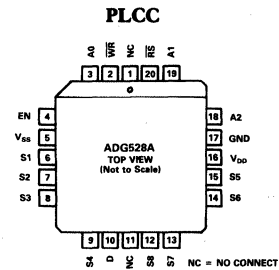 PLCC
A0 WR NC RS A1
3 2 1 20 19
EN 4
18 A2
VSS 5
17 GND
ADG528A
S1 6
TOP VIEW
16 VDD
S2 7
(Not to Scale)
15 S5
S3 8
14 S6
9 10 11 12 13
S4 D NC S8 S7
NC = NO CONNECT